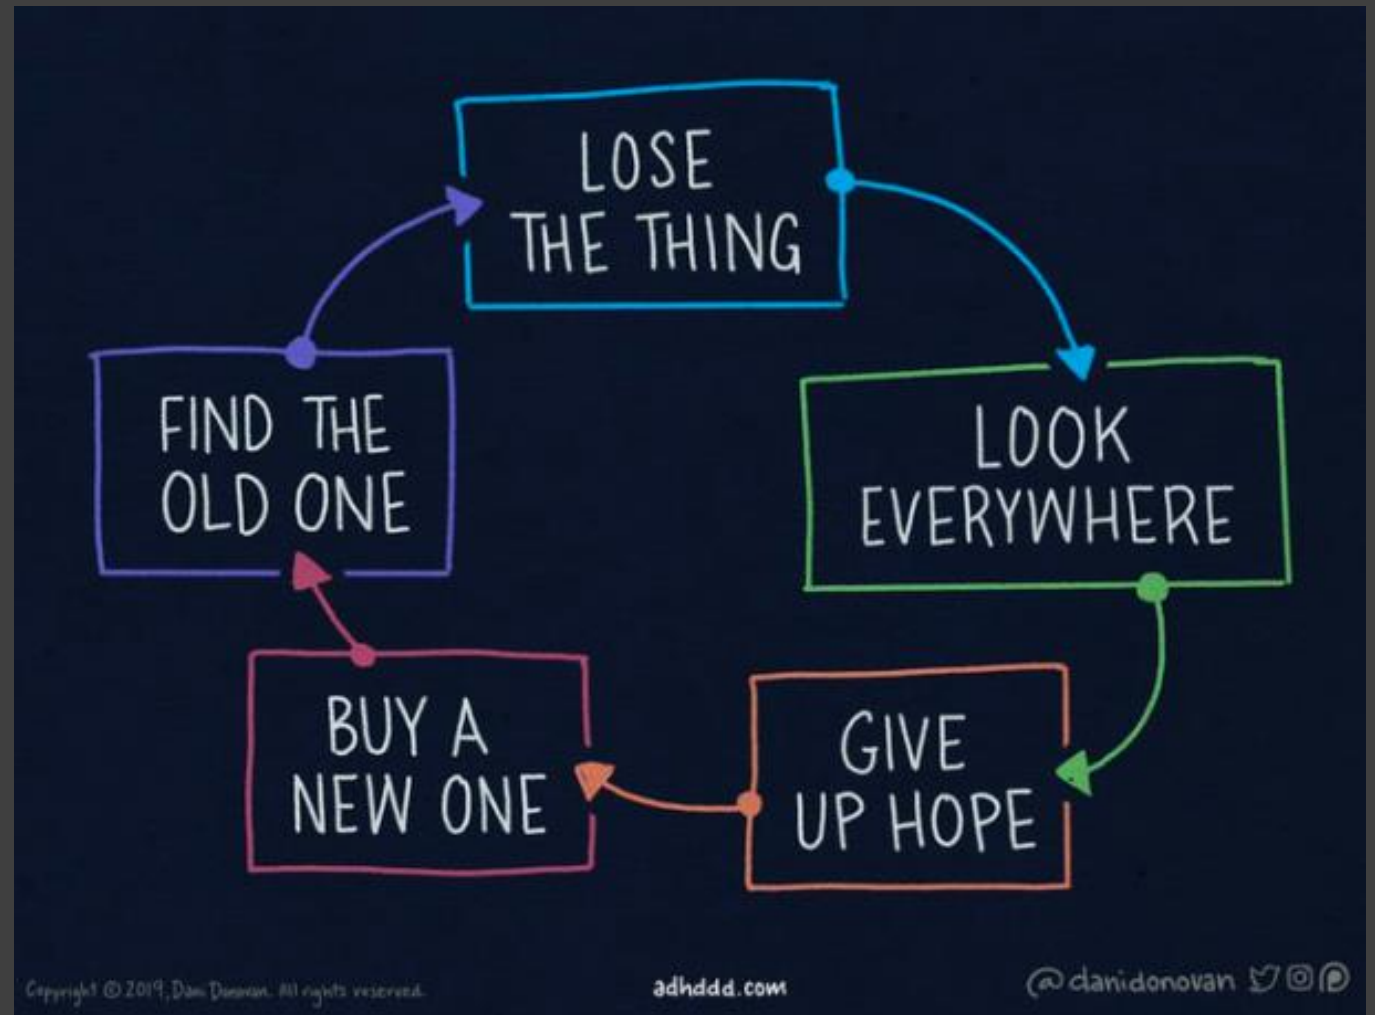 LOSE
THE THING
LOOK
EVERYWHERE
GIVE
UP HOPE
BUY A
NEW ONE
FIND THE
OLD ONE
Copyright © 2019, Dani Donovan. All rights reserved.
adhddd.com
@danidonovan